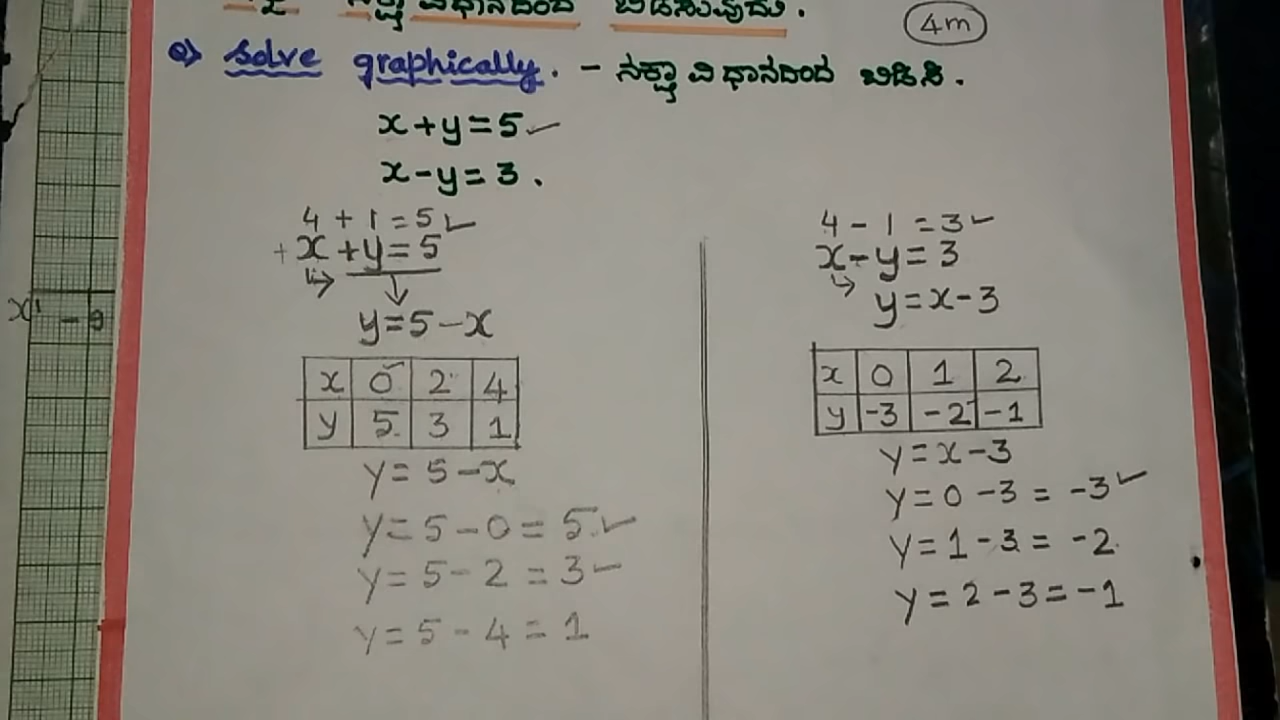 ನಕ್ಷಾ ವಿಧಾನದಿಂದ ಬಿಡಿಸುವುದು.
4m
solve graphically. - ನಕ್ಷಾ ವಿಧಾನದಿಂದ ಬಿಡಿಸಿ.
x+y=5
x-y=3.
4+1=5
+x+y=5
y=5-x
x 0 2 4
y 5 3 1
y=5-x
y=5-0=5
y=5-2=3
y=5-4=1
4-1=3
x-y=3
y=x-3
x 0 1 2
y -3 -2 -1
y=x-3
y=0-3=-3
y=1-3=-2
y=2-3=-1